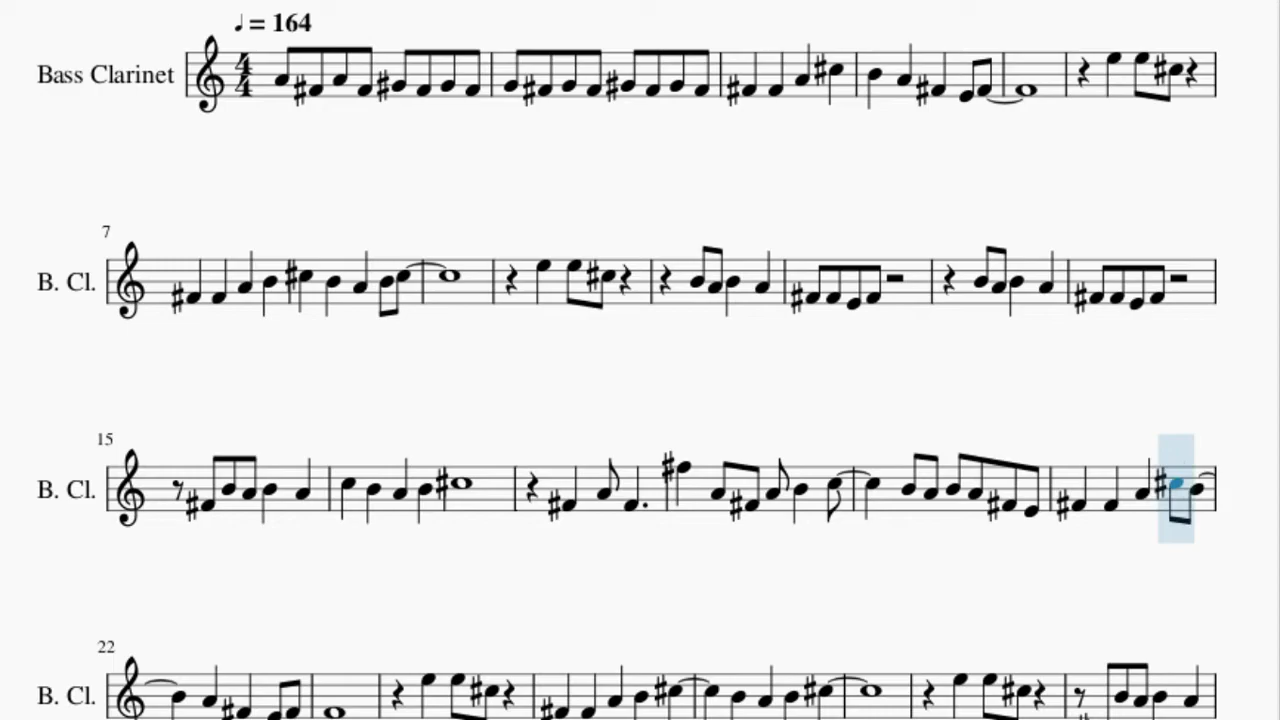 ♩ = 164
Bass Clarinet
4
4
7
B. Cl.
15
B. Cl.
22
B. Cl.